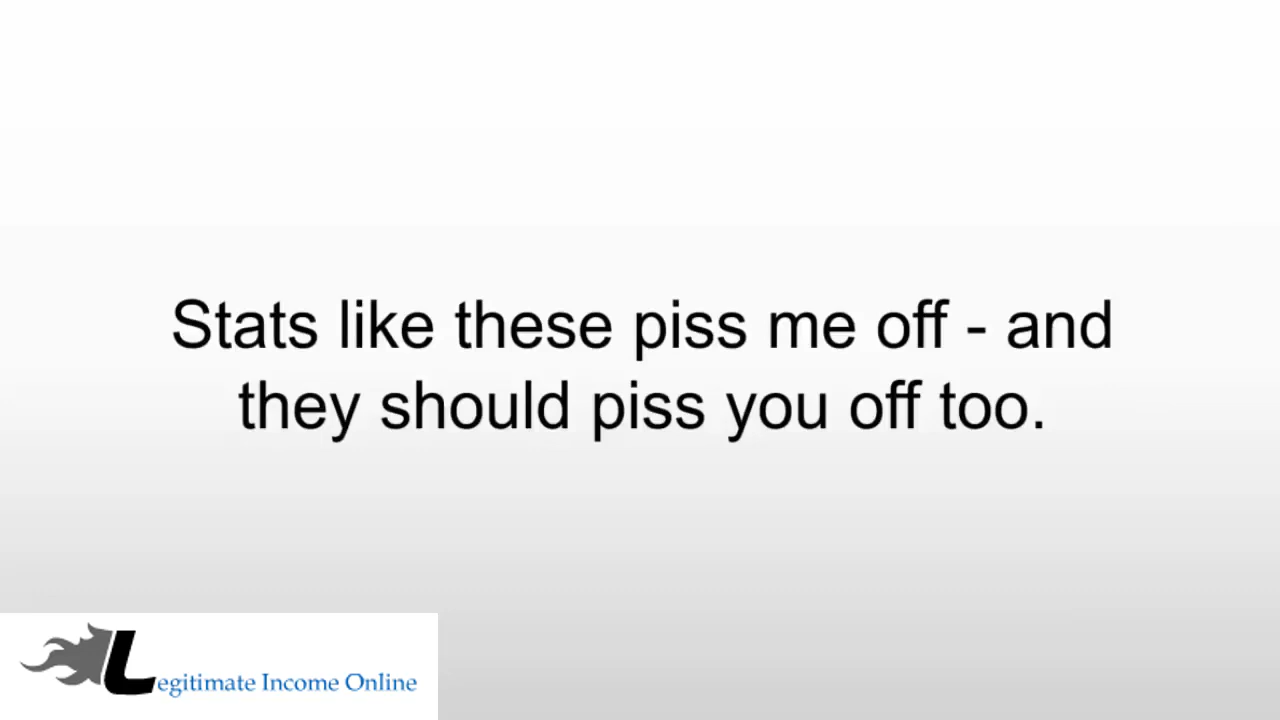 Stats like these piss me off - and
they should piss you off too.
Legitimate Income Online